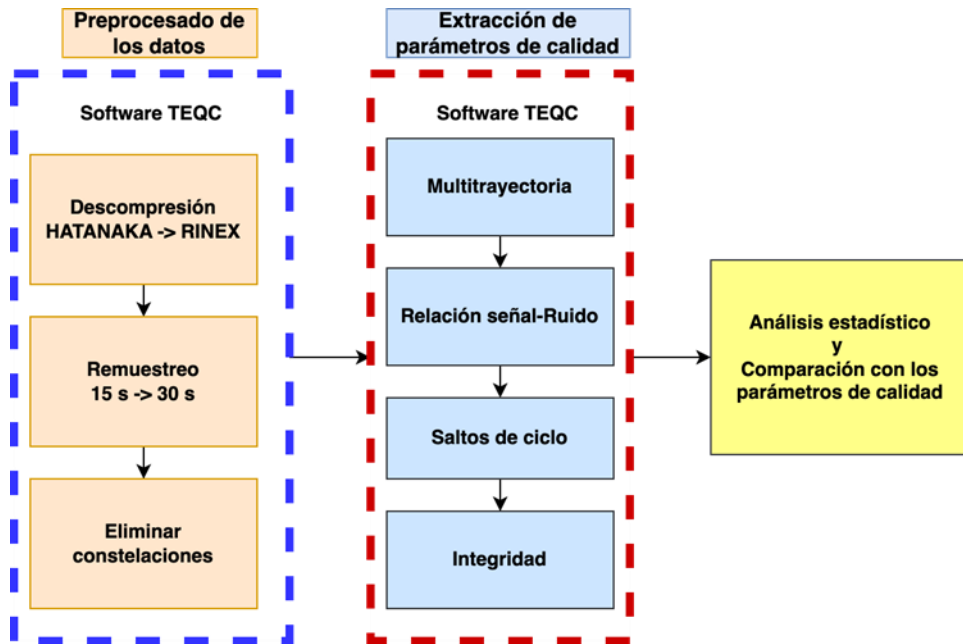 Preprocesado de
los datos
Software TEQC
Descompresión
HATANAKA -> RINEX
Remuestreo
15 s -> 30 s
Eliminar
constelaciones
Extracción de
parámetros de calidad
Software TEQC
Multitrayectoria
Relación señal-Ruido
Saltos de ciclo
Integridad
Análisis estadístico
y
Comparación con los
parámetros de calidad